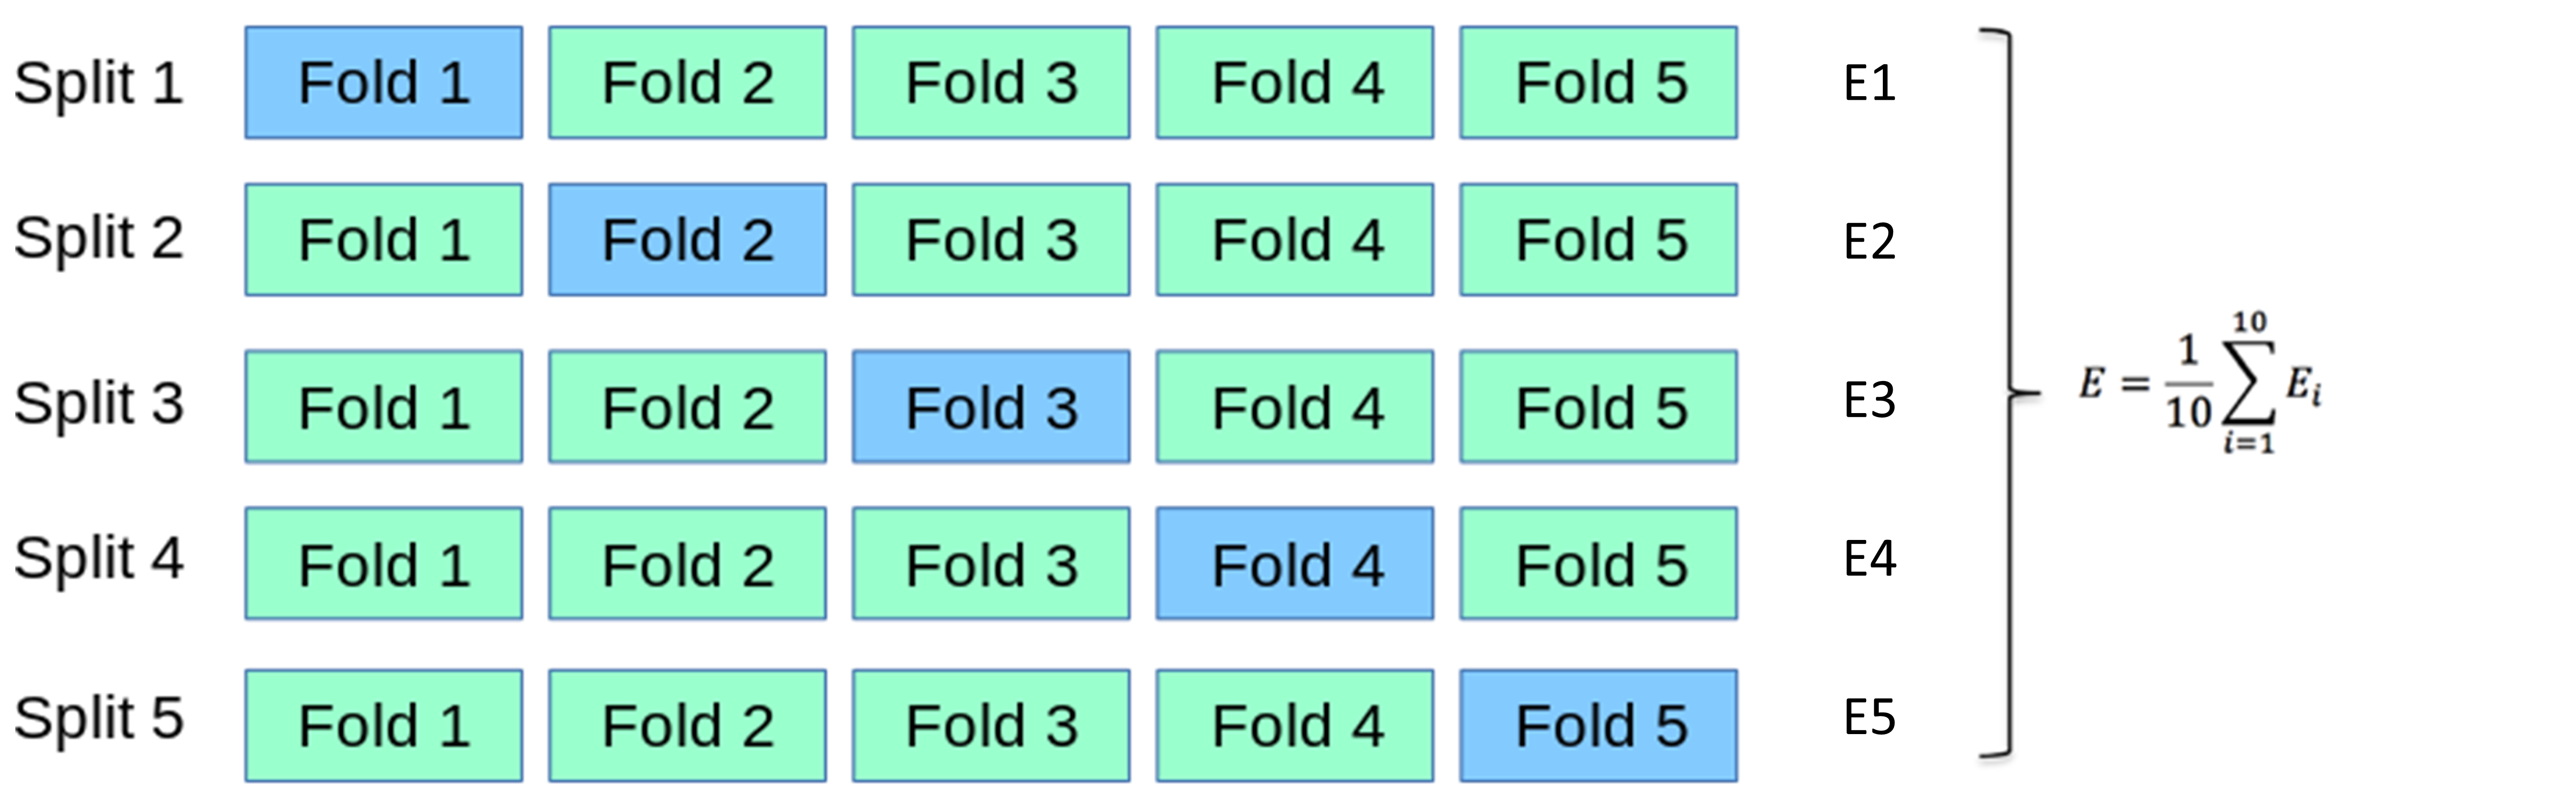 Split 1 Fold 1 Fold 2 Fold 3 Fold 4 Fold 5 E1
Split 2 Fold 1 Fold 2 Fold 3 Fold 4 Fold 5 E2
Split 3 Fold 1 Fold 2 Fold 3 Fold 4 Fold 5 E3
Split 4 Fold 1 Fold 2 Fold 3 Fold 4 Fold 5 E4
Split 5 Fold 1 Fold 2 Fold 3 Fold 4 Fold 5 E5
E = \frac{1}{10} \sum_{i=1}^{10} E_i